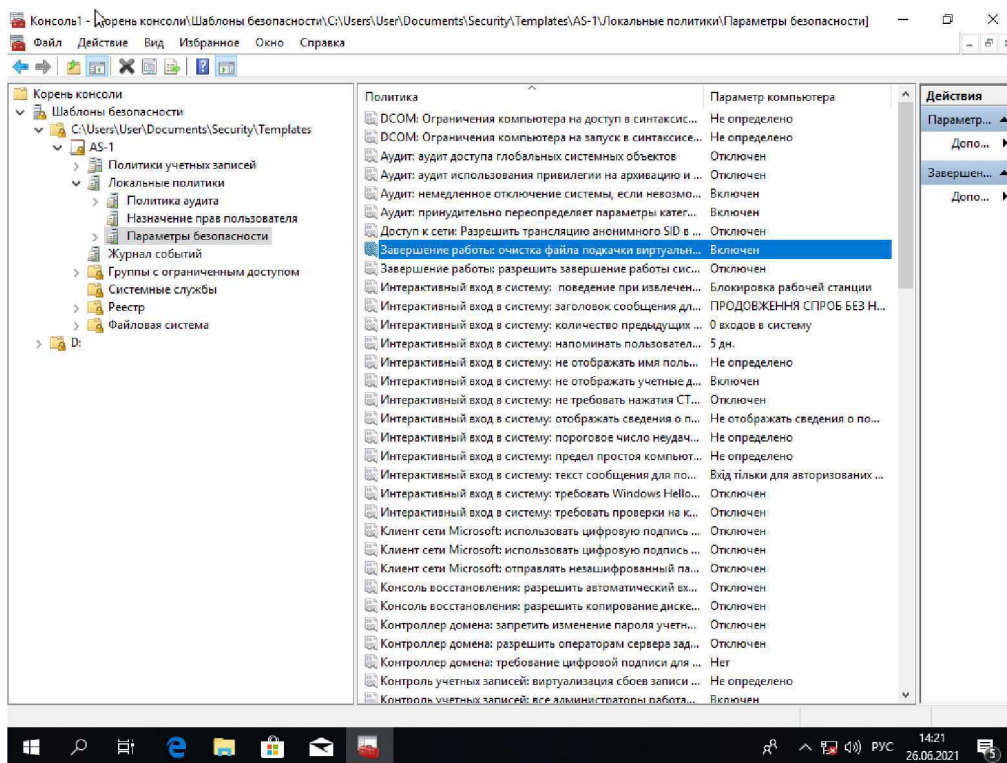 Консоль1 - [Корень консоли\Шаблоны безопасности\C:\Users\User\Documents\Security\Templates\AS-1\Локальные политики\Параметры безопасности]
Файл Действие Вид Избранное Окно Справка
Корень консоли
Шаблоны безопасности
C:\Users\User\Documents\Security\Templates
AS-1
Политики учетных записей
Локальные политики
Политика аудита
Назначение прав пользователя
Параметры безопасности
Журнал событий
Группы с ограниченным доступом
Системные службы
Реестр
Файловая система
D:
Политика Параметр компьютера
DCOM: Ограничения компьютера на доступ в синтаксис... Не определено
DCOM: Ограничения компьютера на запуск в синтаксисе... Не определено
Аудит: аудит доступа глобальных системных объектов Отключен
Аудит: аудит использования привилегии на архивацию и ... Отключен
Аудит: немедленное отключение системы, если невозмо... Включен
Аудит: принудительно переопределяет параметры катег... Включен
Доступ к сети: Разрешить трансляцию анонимного SID в ... Отключен
Завершение работы: очистка файла подкачки виртуальн... Включен
Завершение работы: разрешить завершение работы сис... Отключен
Интерактивный вход в систему: поведение при извлечен... Блокировка рабочей станции
Интерактивный вход в систему: заголовок сообщения дл... ПРОДОВЖЕННЯ СПРОБ БЕЗ Н...
Интерактивный вход в систему: количество предыдущих ... 0 входов в систему
Интерактивный вход в систему: напоминать пользовател... 5 дн.
Интерактивный вход в систему: не отображать имя поль... Не определено
Интерактивный вход в систему: не отображать учетные д... Включен
Интерактивный вход в систему: не требовать нажатия CT... Отключен
Интерактивный вход в систему: отображать сведения о п... Не отображать сведения о по...
Интерактивный вход в систему: пороговое число неудач... Не определено
Интерактивный вход в систему: предел простоя компьют... Не определено
Интерактивный вход в систему: текст сообщения для по... Вхід тільки для авторизованих ...
Интерактивный вход в систему: требовать Windows Hello... Отключен
Интерактивный вход в систему: требовать проверки на к... Отключен
Клиент сети Microsoft: использовать цифровую подпись ... Отключен
Клиент сети Microsoft: использовать цифровую подпись ... Отключен
Клиент сети Microsoft: отправлять незашифрованный па... Отключен
Консоль восстановления: разрешить автоматический вх... Отключен
Консоль восстановления: разрешить копирование диске... Отключен
Контроллер домена: запретить изменение пароля учетн... Отключен
Контроллер домена: разрешить операторам сервера зад... Отключен
Контроллер домена: требование цифровой подписи для ... Нет
Контроль учетных записей: виртуализация сбоев записи ... Не определено
Контроль учетных записей: все администраторы работа... Включен
Действия
Параметр...
Допо...
Завершен...
Допо...
РУС
14:21
26.06.2021
5